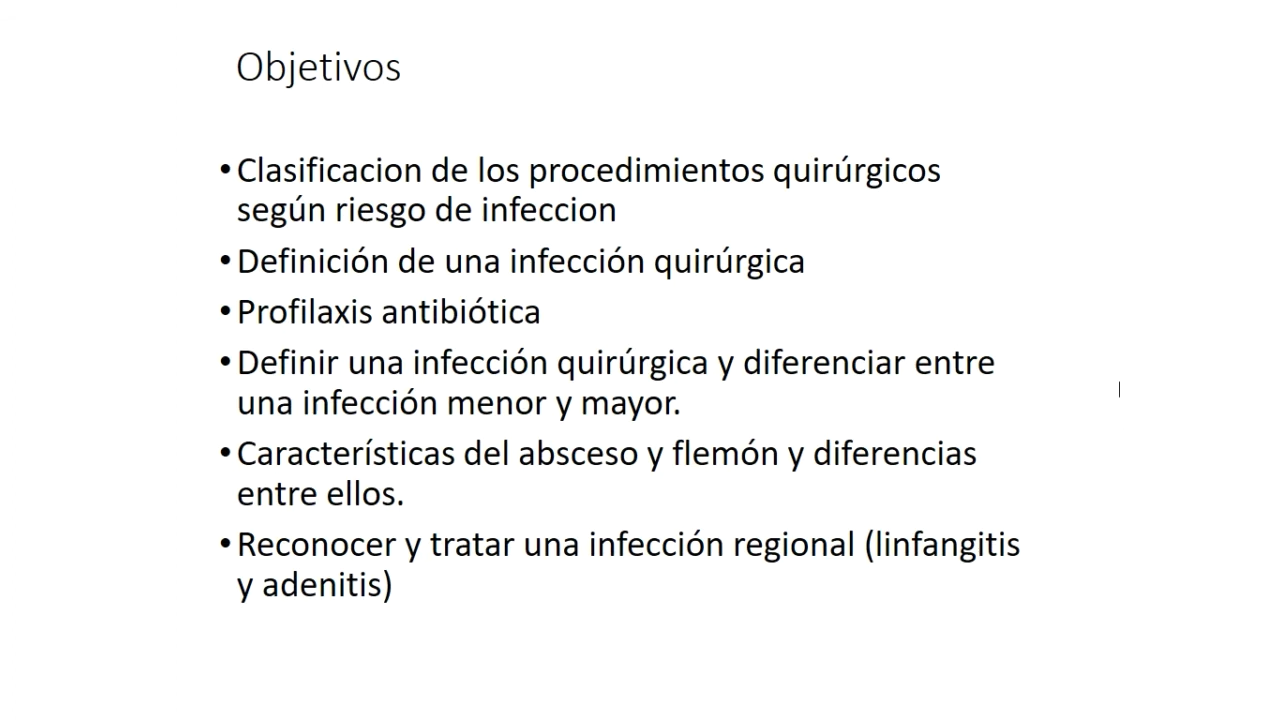 Objetivos
• Clasificacion de los procedimientos quirúrgicos
según riesgo de infeccion
• Definición de una infección quirúrgica
• Profilaxis antibiótica
• Definir una infección quirúrgica y diferenciar entre
una infección menor y mayor.
• Características del absceso y flemón y diferencias
entre ellos.
• Reconocer y tratar una infección regional (linfangitis
y adenitis)